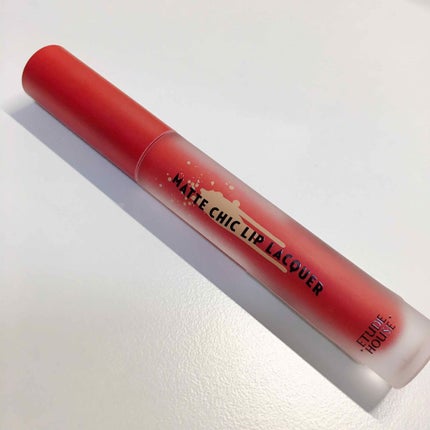 MATTE CHIC LIP LACQUER
·ETUDE·
HOUSE